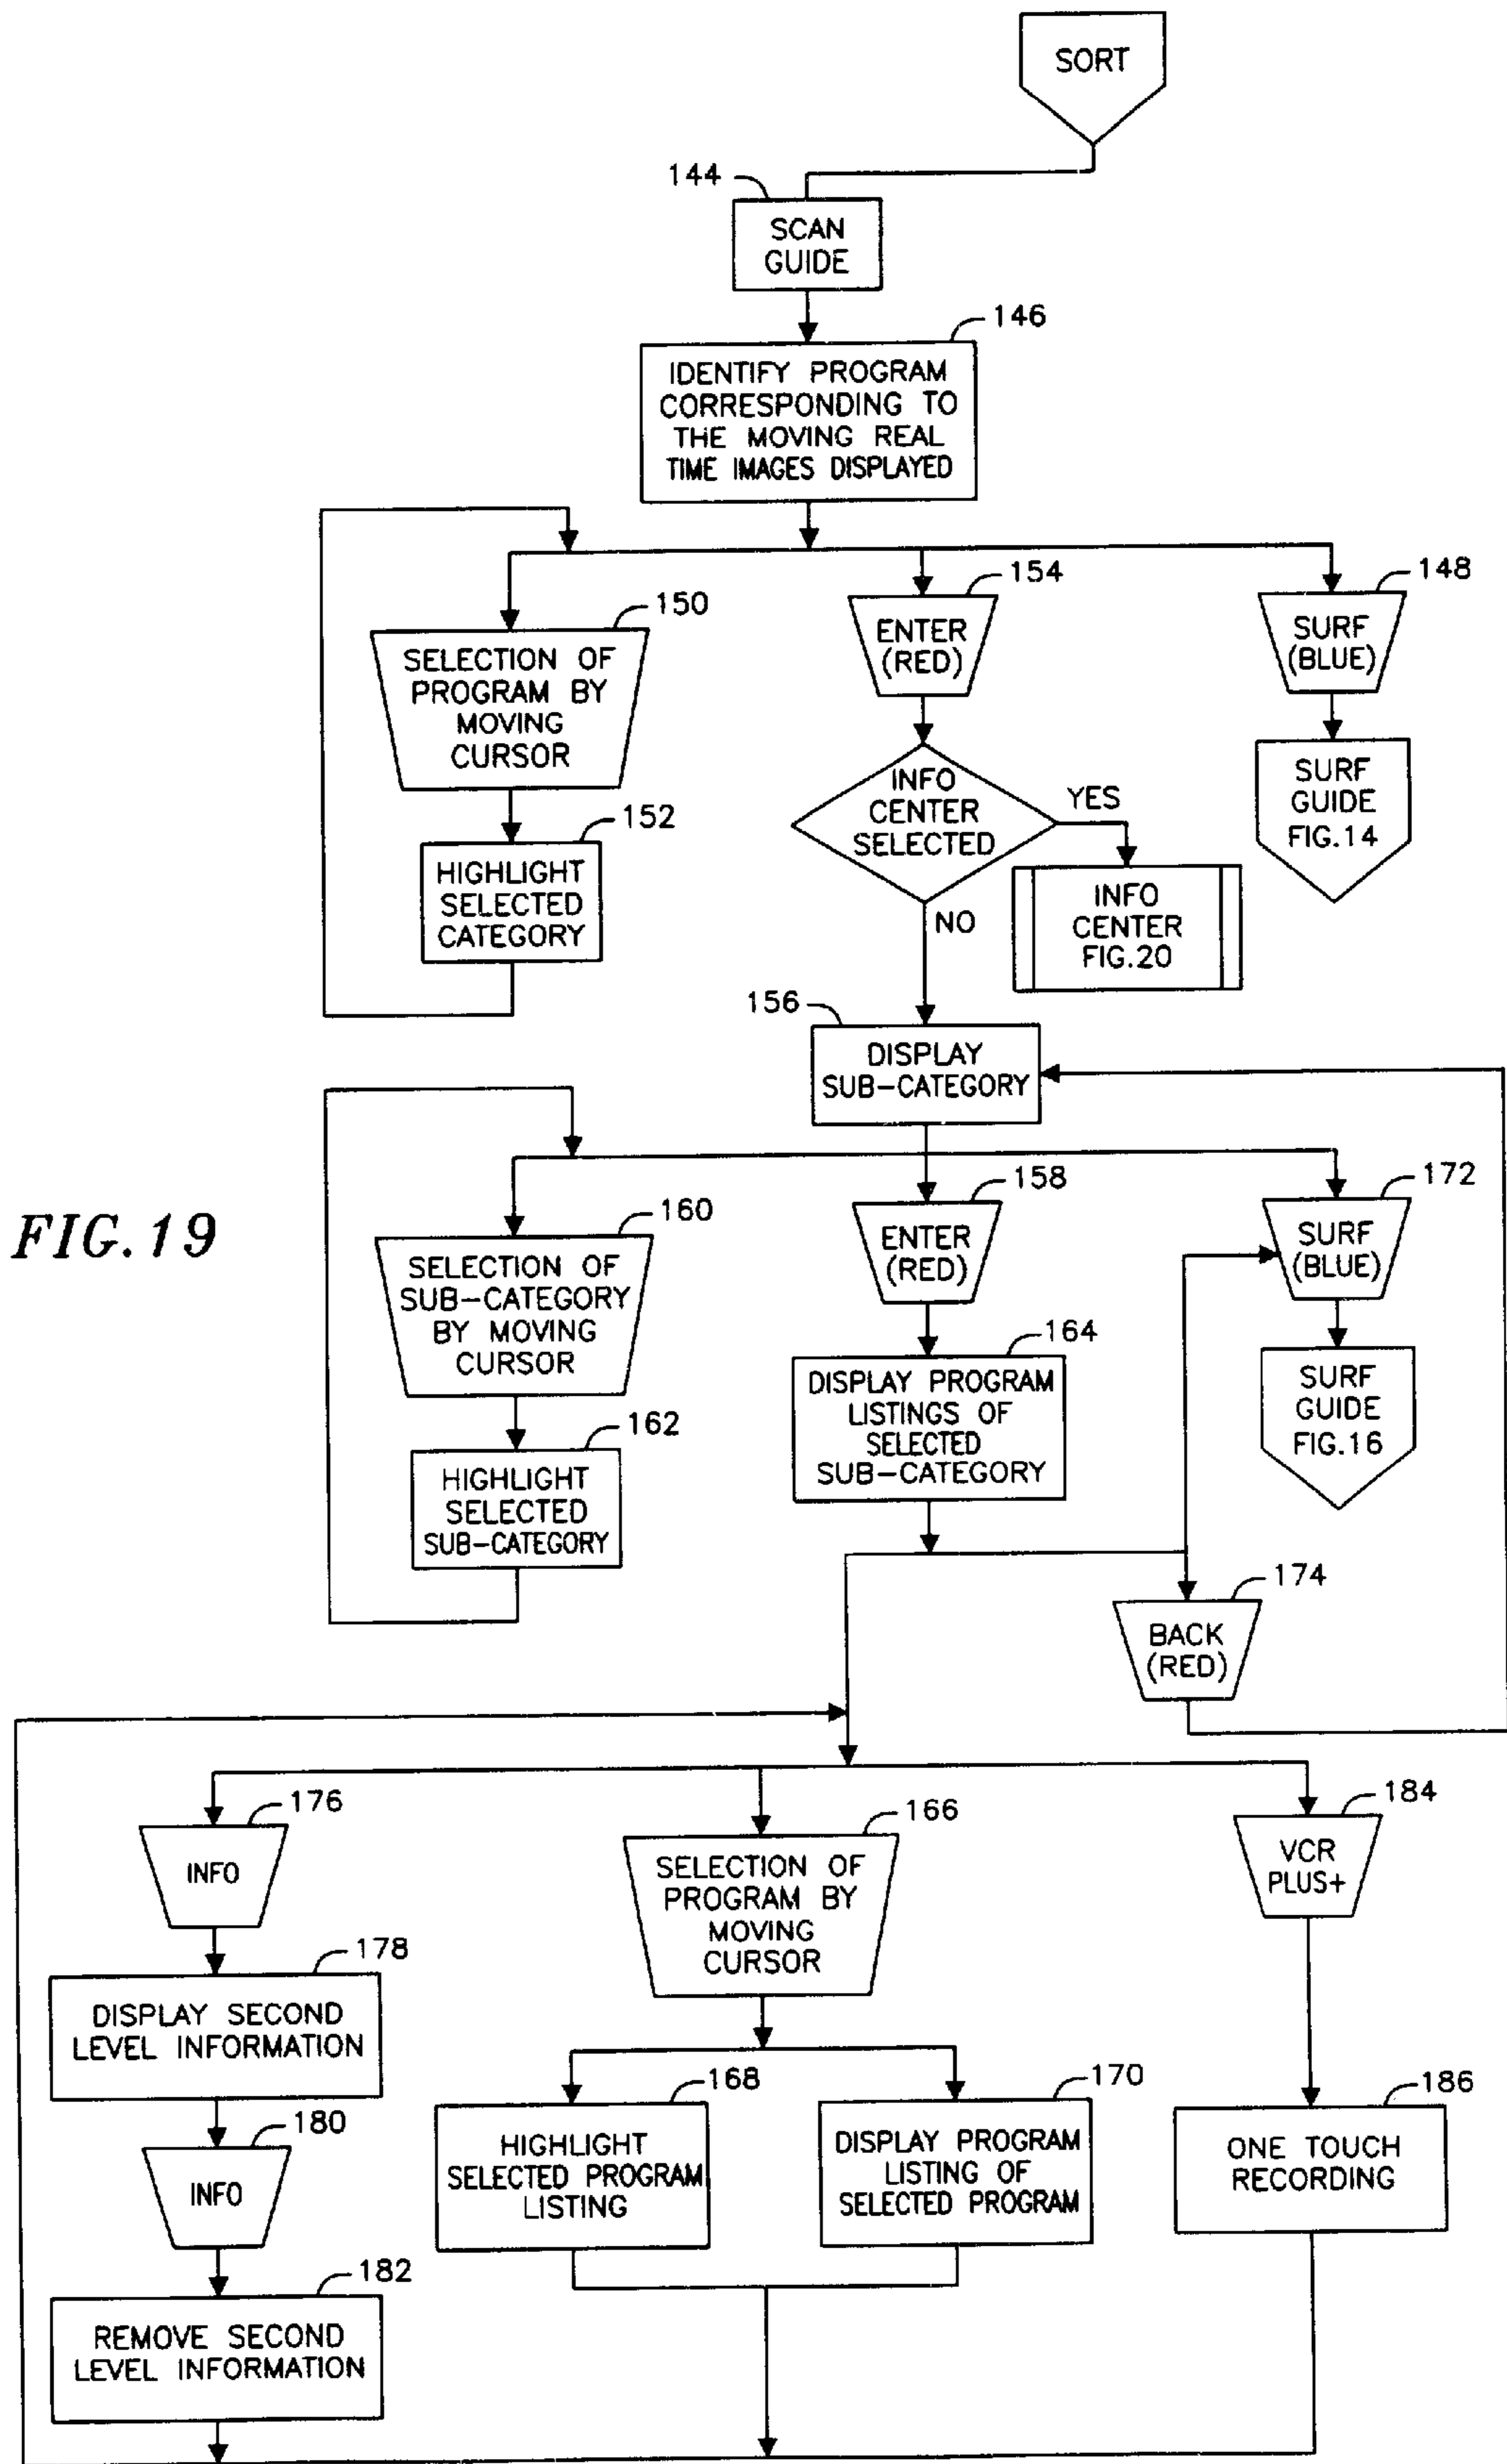 SORT
144
SCAN
GUIDE
146
IDENTIFY PROGRAM
CORRESPONDING TO
THE MOVING REAL
TIME IMAGES DISPLAYED
150
SELECTION OF
PROGRAM BY
MOVING
CURSOR
152
HIGHLIGHT
SELECTED
CATEGORY
154
ENTER
(RED)
INFO
CENTER
SELECTED
YES
NO
INFO
CENTER
FIG.20
148
SURF
(BLUE)
SURF
GUIDE
FIG.14
156
DISPLAY
SUB-CATEGORY
FIG.19
160
SELECTION OF
SUB-CATEGORY
BY MOVING
CURSOR
162
HIGHLIGHT
SELECTED
SUB-CATEGORY
158
ENTER
(RED)
164
DISPLAY PROGRAM
LISTINGS OF
SELECTED
SUB-CATEGORY
172
SURF
(BLUE)
SURF
GUIDE
FIG.16
174
BACK
(RED)
176
INFO
178
DISPLAY SECOND
LEVEL INFORMATION
180
INFO
182
REMOVE SECOND
LEVEL INFORMATION
166
SELECTION OF
PROGRAM BY
MOVING
CURSOR
168
HIGHLIGHT
SELECTED PROGRAM
LISTING
170
DISPLAY PROGRAM
LISTING OF
SELECTED PROGRAM
184
VCR
PLUS+
186
ONE TOUCH
RECORDING